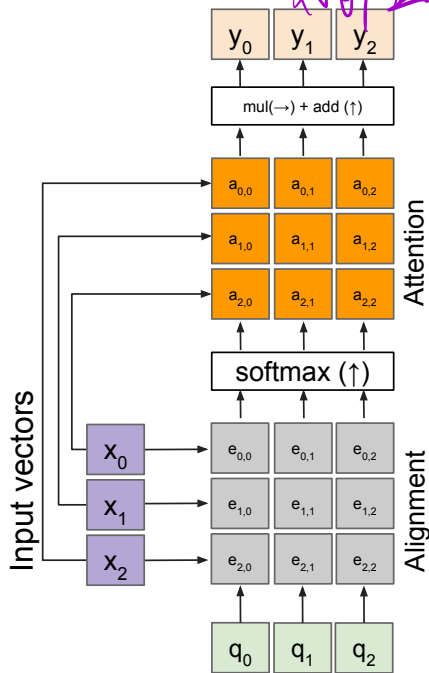 y0 y1 y2
mul(→) + add (↑)
a0,0 a0,1 a0,2
a1,0 a1,1 a1,2
a2,0 a2,1 a2,2
Attention
softmax (↑)
Input vectors
x0 e0,0 e0,1 e0,2
x1 e1,0 e1,1 e1,2
x2 e2,0 e2,1 e2,2
Alignment
q0 q1 q2